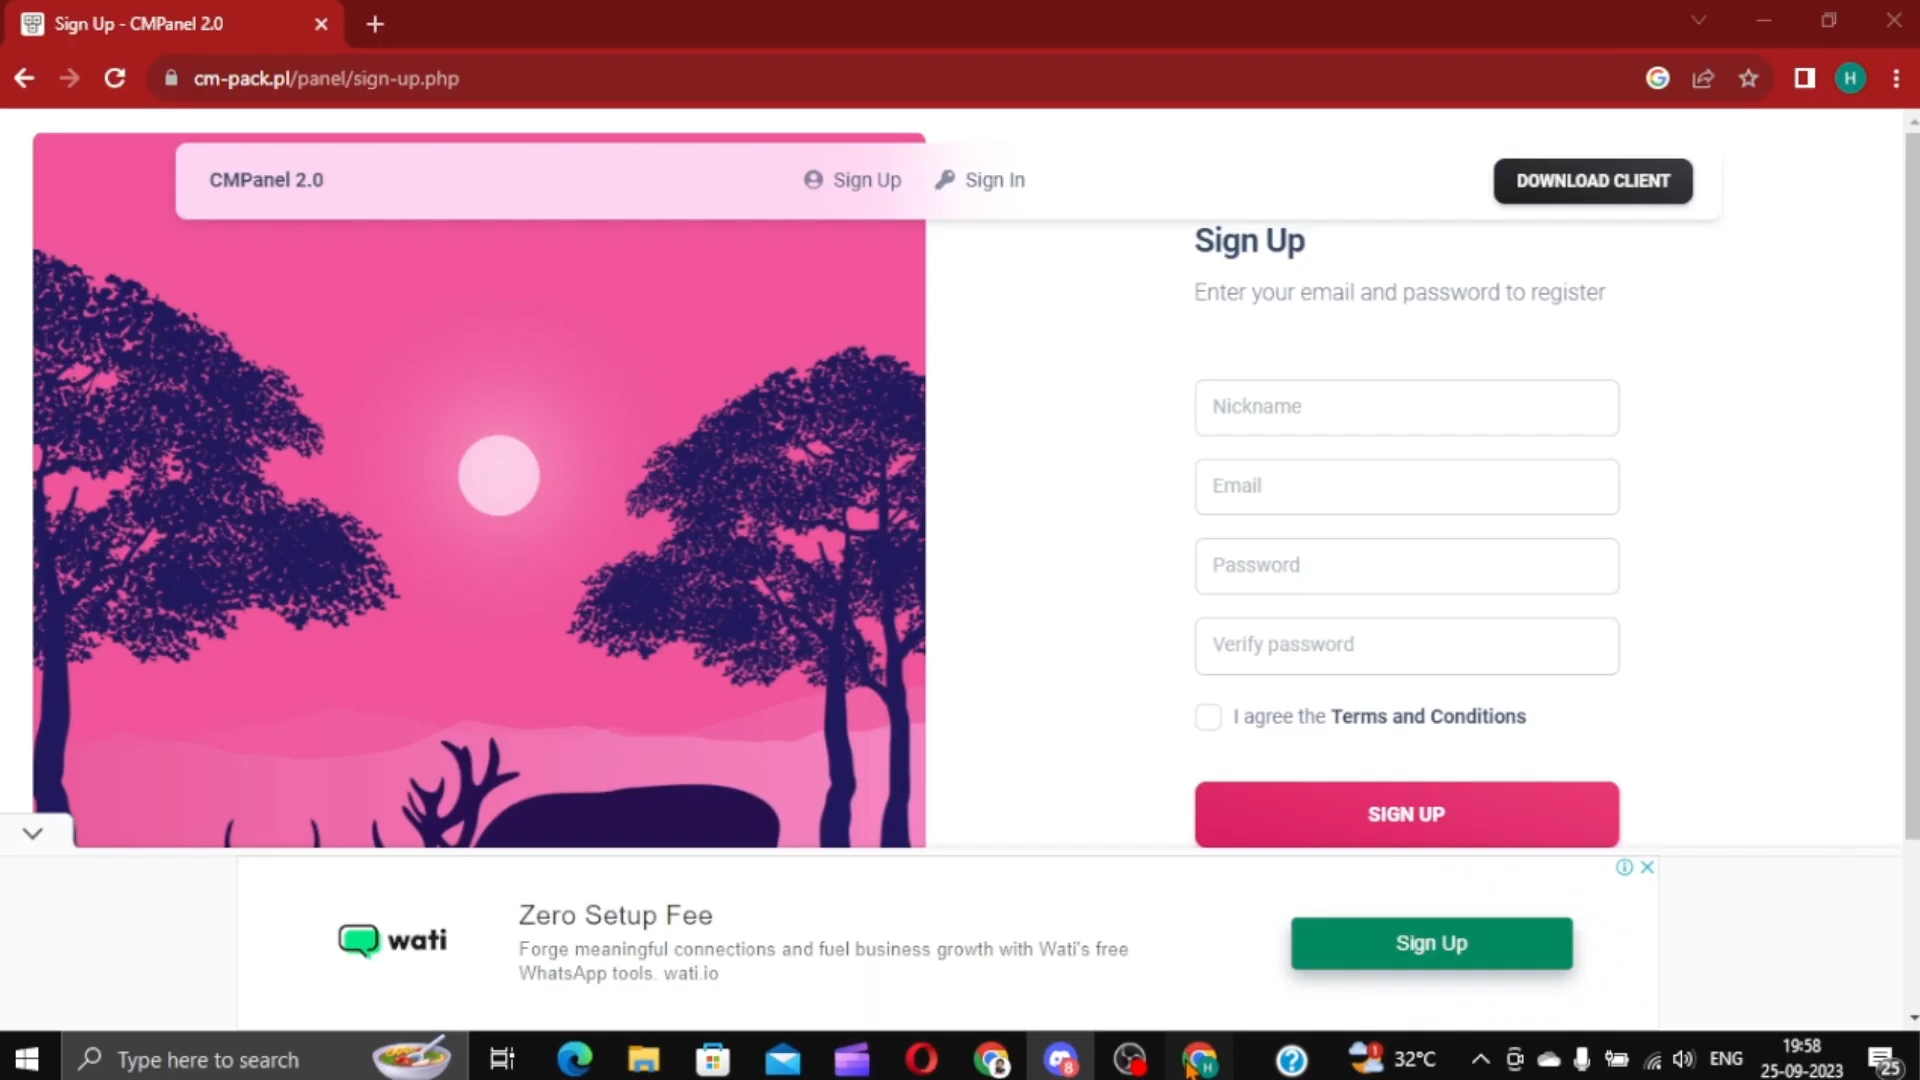 Sign Up - CMPanel 2.0
cm-pack.pl/panel/sign-up.php
H
CMPanel 2.0
Sign Up
Sign In
DOWNLOAD CLIENT
Sign Up
Enter your email and password to register
Nickname
Email
Password
Verify password
I agree the Terms and Conditions
SIGN UP
wati
Zero Setup Fee
Forge meaningful connections and fuel business growth with Wati's free
WhatsApp tools. wati.io
Sign Up
Type here to search
8
H
1
32°C
ENG
19:58
25-09-2023
25